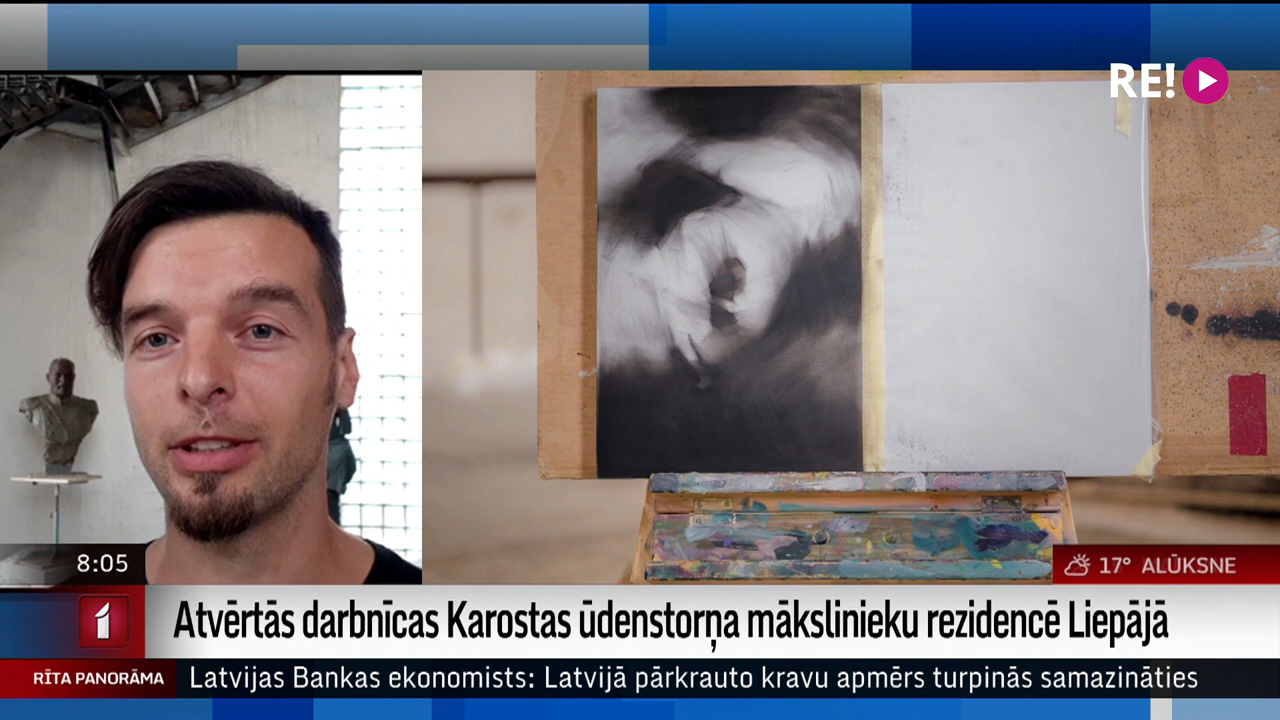 RE!
8:05
17° ALŪKSNE
1
Atvērtās darbnīcas Karostas ūdenstorņa mākslinieku rezidencē Liepājā
RĪTA PANORĀMA Latvijas Bankas ekonomists: Latvijā pārkrauto kravu apmērs turpinās samazināties